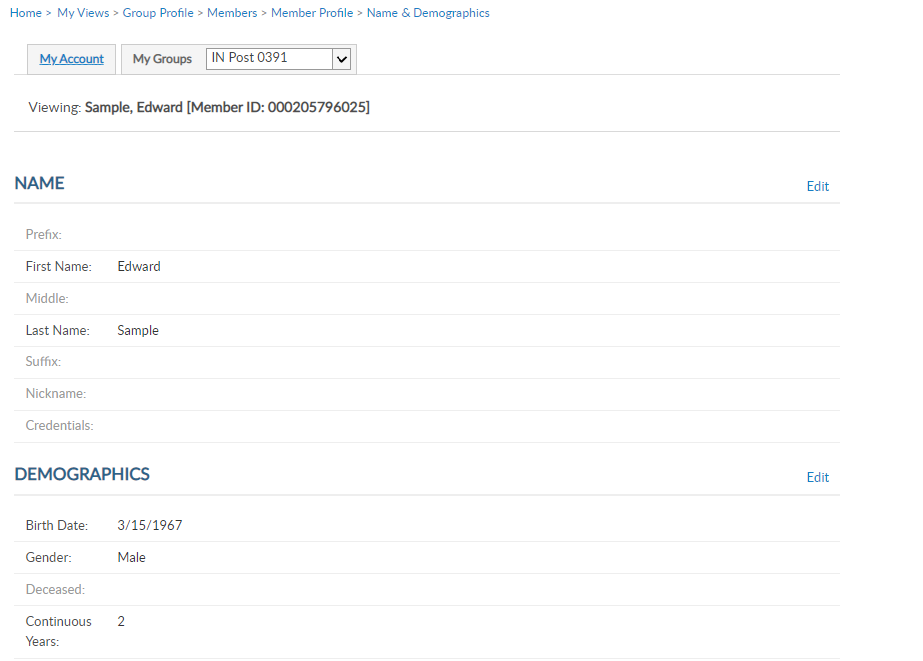 Home > My Views > Group Profile > Members > Member Profile > Name & Demographics
My Account My Groups IN Post 0391
Viewing: Sample, Edward [Member ID: 000205796025]
NAME Edit
Prefix:
First Name: Edward
Middle:
Last Name: Sample
Suffix:
Nickname:
Credentials:
DEMOGRAPHICS Edit
Birth Date: 3/15/1967
Gender: Male
Deceased:
Continuous 2
Years: